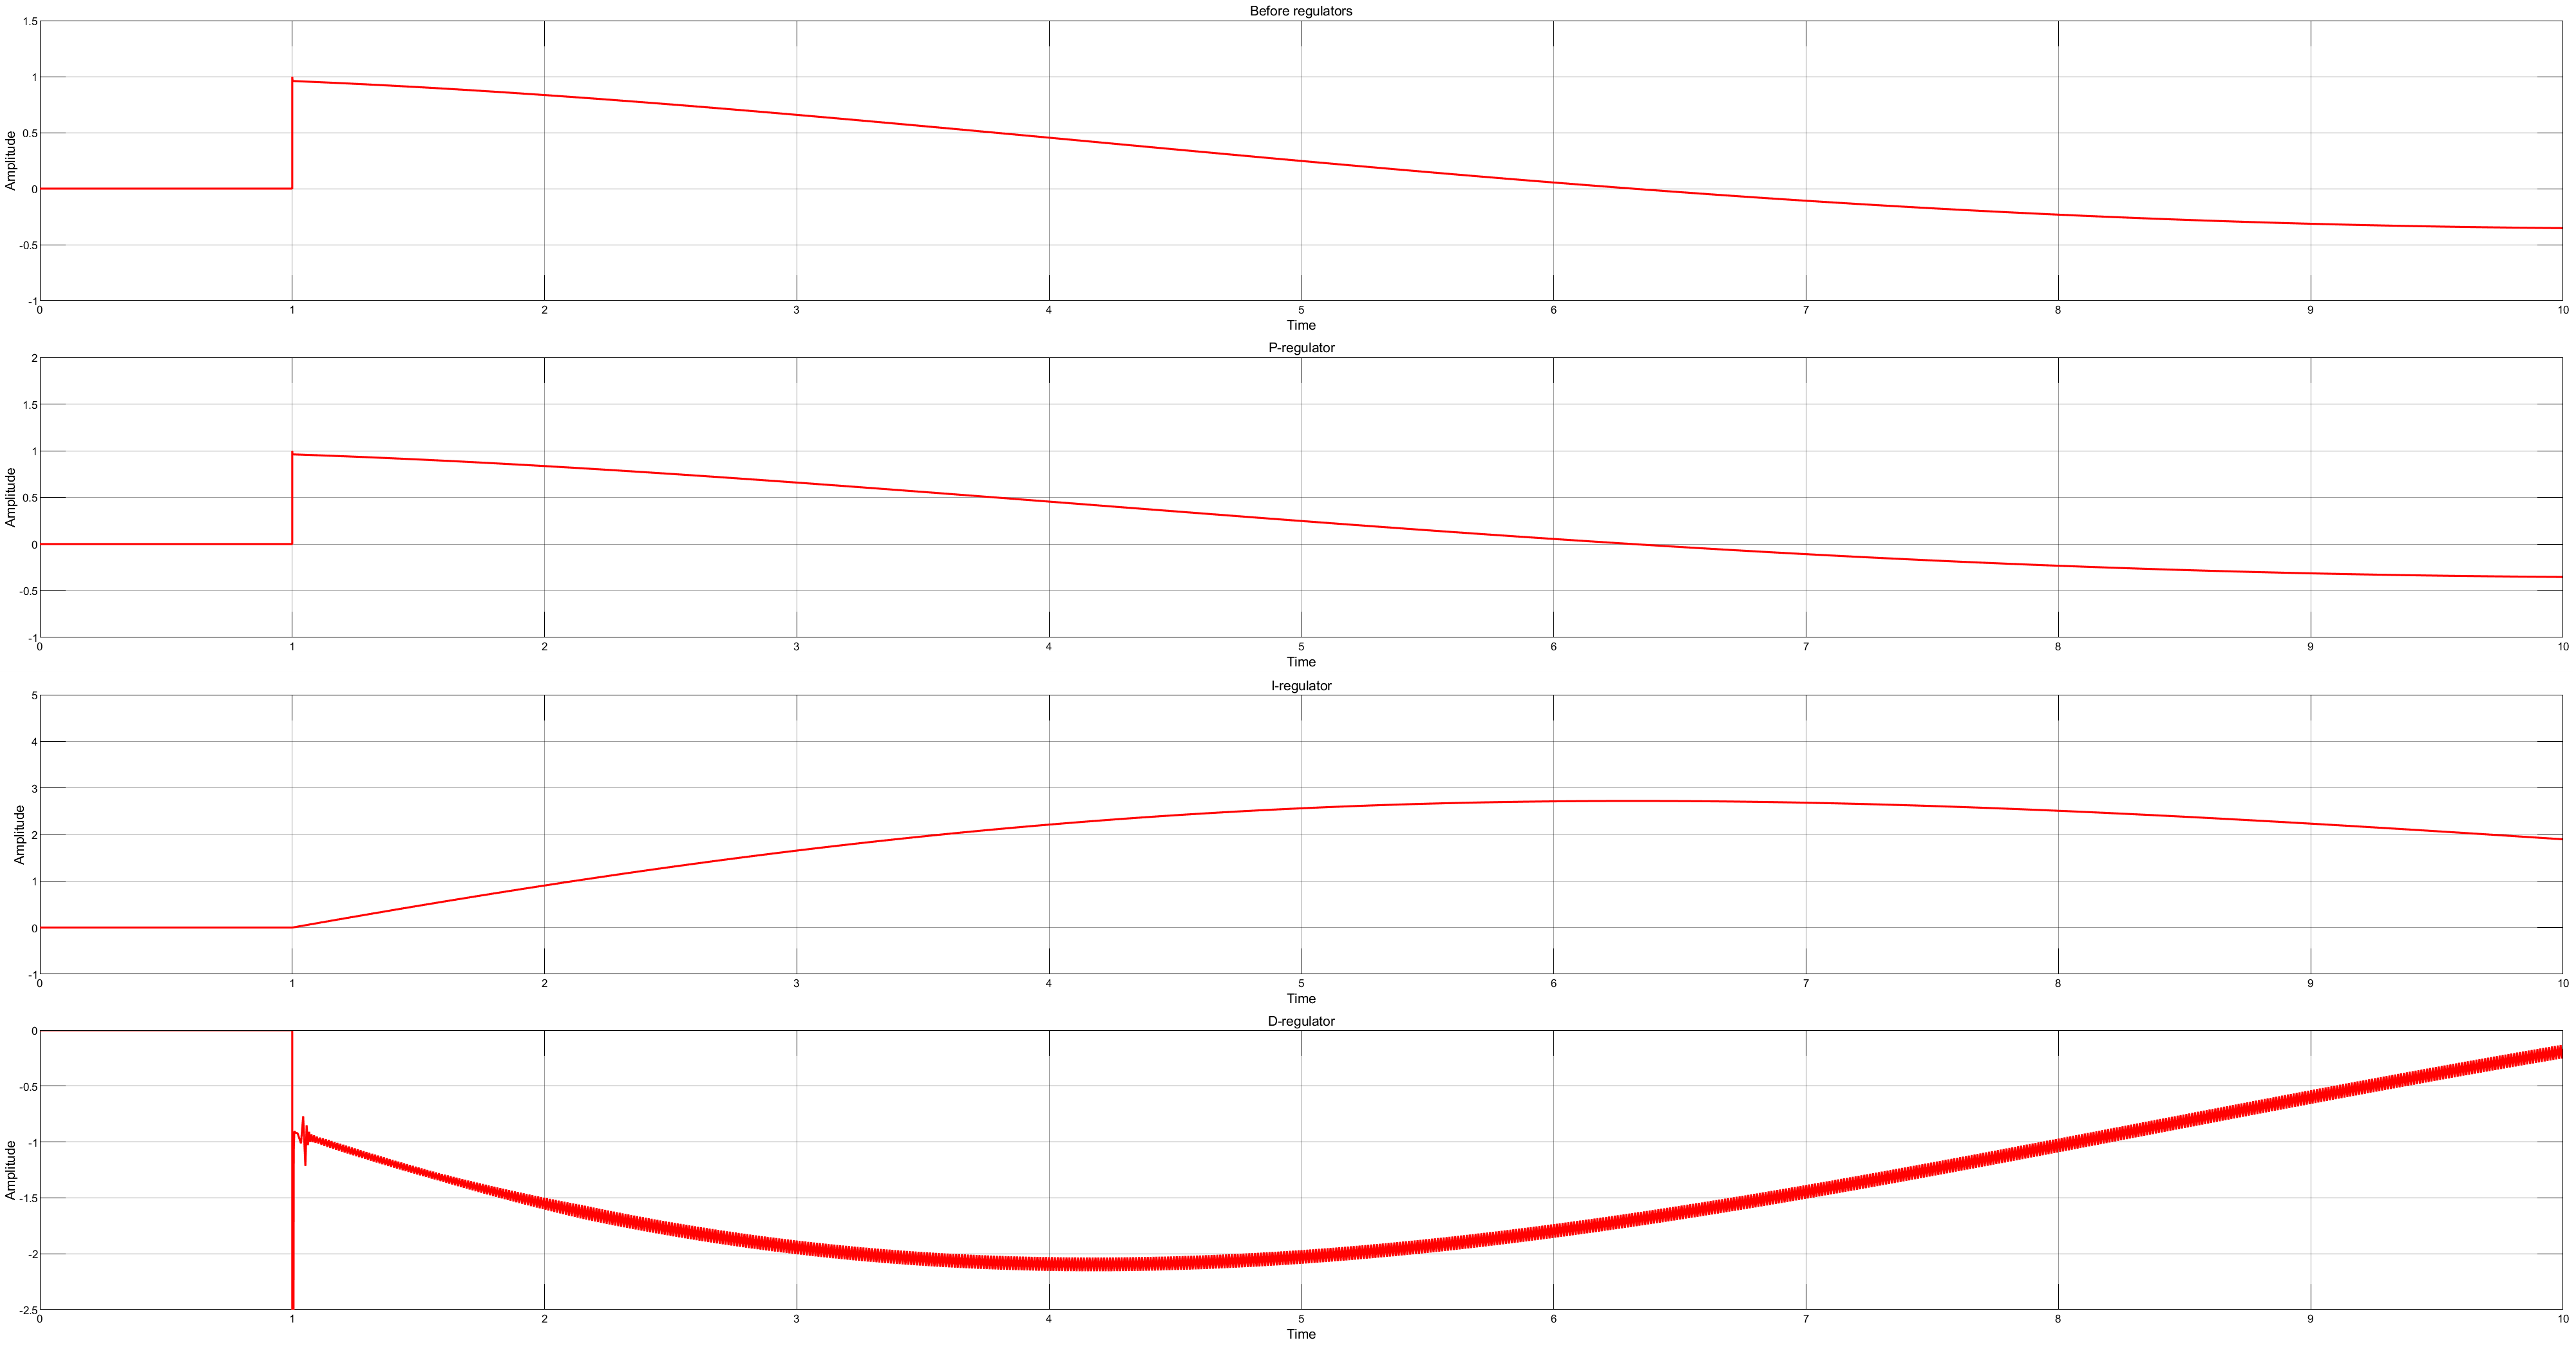 Before regulators
1.5
1
0.5
0
-0.5
-1
Amplitude
0 1 2 3 4 5 6 7 8 9 10
Time
P-regulator
2
1.5
1
0.5
0
-0.5
-1
Amplitude
0 1 2 3 4 5 6 7 8 9 10
Time
I-regulator
5
4
3
2
1
0
-1
Amplitude
0 1 2 3 4 5 6 7 8 9 10
Time
D-regulator
0
-0.5
-1
-1.5
-2
-2.5
Amplitude
0 1 2 3 4 5 6 7 8 9 10
Time